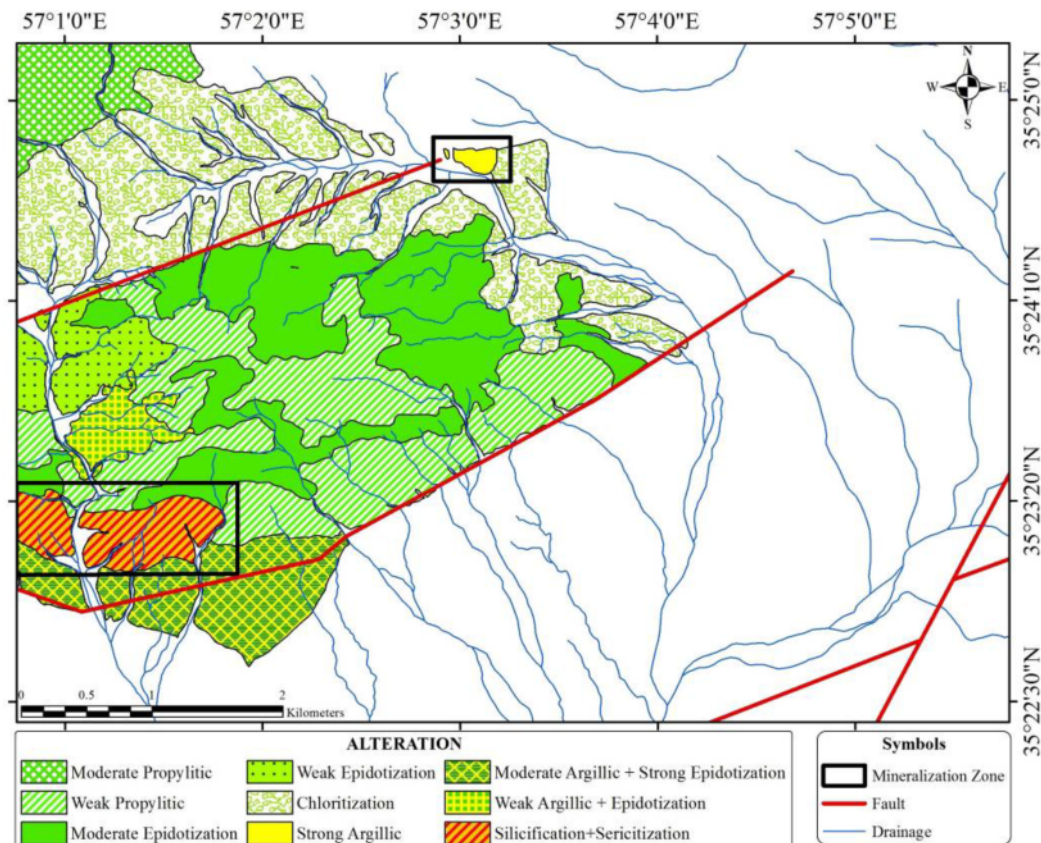 57°1'0"E 57°2'0"E 57°3'0"E 57°4'0"E 57°5'0"E
N
W E
S
35°25'0"N
35°24'10"N
35°23'20"N
35°22'30"N
0 0.5 1 2
Kilometers
ALTERATION
Moderate Propylitic
Weak Epidotization
Moderate Argillic + Strong Epidotization
Weak Propylitic
Chloritization
Weak Argillic + Epidotization
Moderate Epidotization
Strong Argillic
Silicification+Sericitization
Symbols
Mineralization Zone
Fault
Drainage